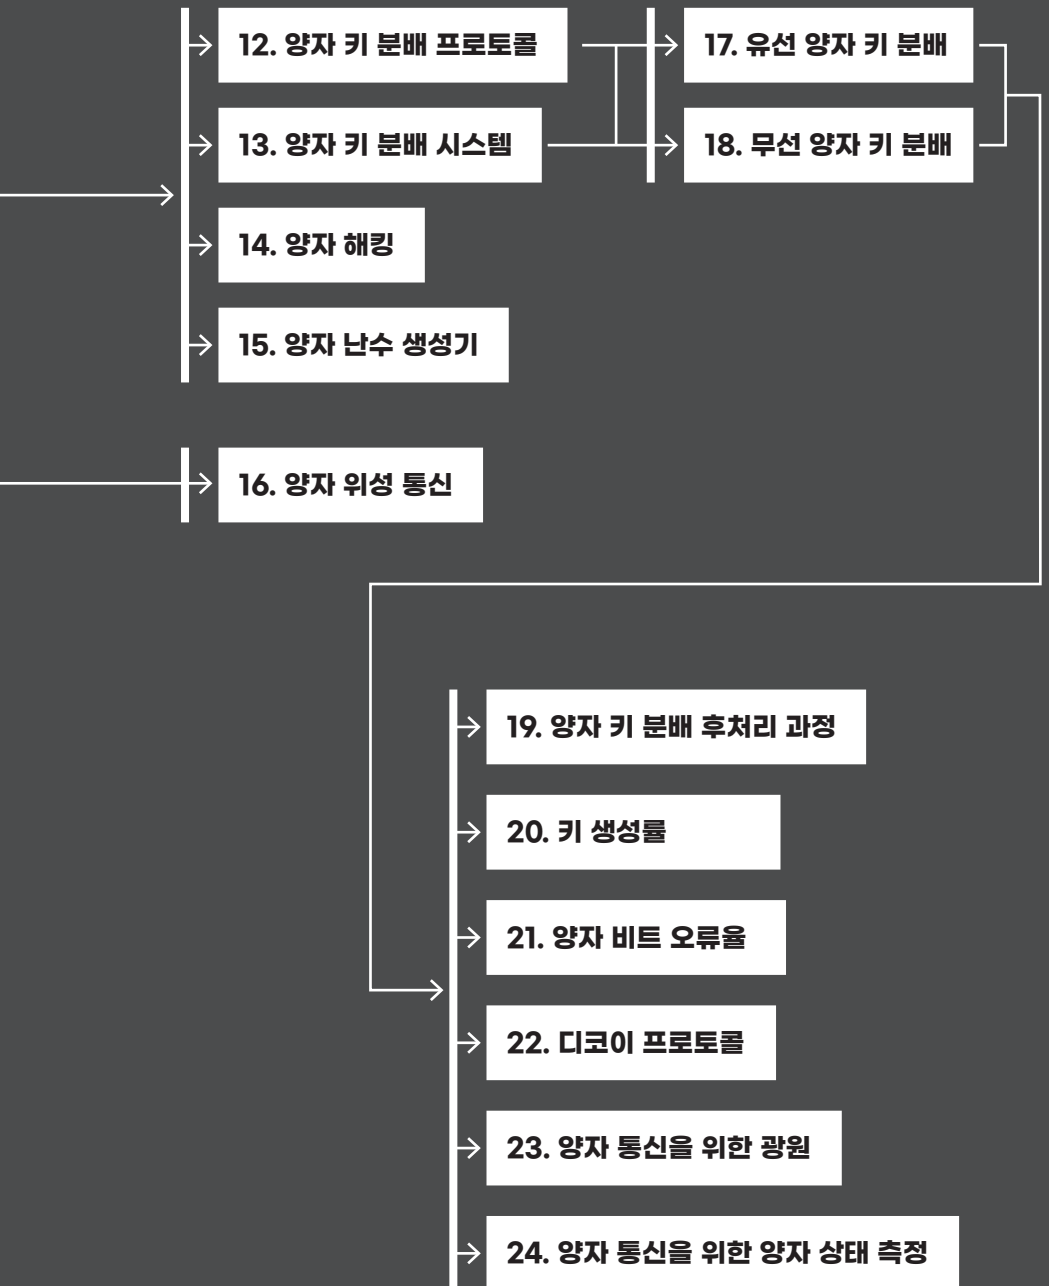 12. 양자 키 분배 프로토콜
17. 유선 양자 키 분배
13. 양자 키 분배 시스템
18. 무선 양자 키 분배
14. 양자 해킹
15. 양자 난수 생성기
16. 양자 위성 통신
19. 양자 키 분배 후처리 과정
20. 키 생성률
21. 양자 비트 오류율
22. 디코이 프로토콜
23. 양자 통신을 위한 광원
24. 양자 통신을 위한 양자 상태 측정